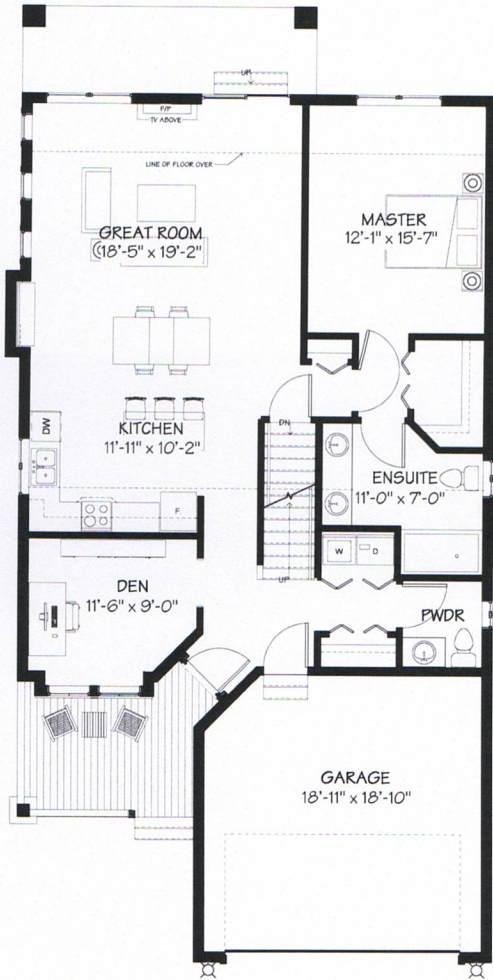 UP
F/P
TV ABOVE
LINE OF FLOOR OVER
GREAT ROOM
18'-5" x 19'-2"
MASTER
12'-1" x 15'-7"
DW
KITCHEN
11'-11" x 10'-2"
DN
ENSUITE
11'-0" x 7'-0"
F.
W
D
UP
DEN
11'-6" x 9'-0"
PWDR
GARAGE
18'-11" x 18'-10"